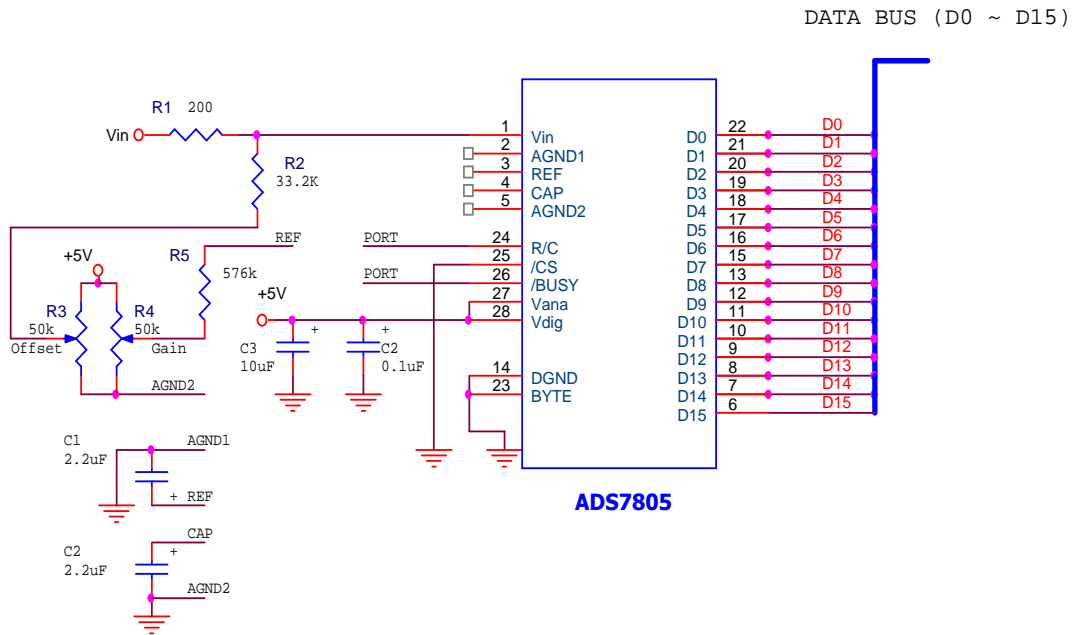 DATA BUS (D0 ~ D15)
R1 200
Vin
R2
33.2K
REF
R5
576k
+5V
R3
50k
Offset
R4
50k
Gain
AGND2
+5V
C3
10uF
+
C2
0.1uF
+
PORT
PORT
1 Vin
2 AGND1
3 REF
4 CAP
5 AGND2
24 R/C
25 /CS
26 /BUSY
27 Vana
28 Vdig
14 DGND
23 BYTE
D0 22 D0
D1 21 D1
D2 20 D2
D3 19 D3
D4 18 D4
D5 17 D5
D6 16 D6
D7 15 D7
D8 13 D8
D9 12 D9
D10 11 D10
D11 10 D11
D12 9 D12
D13 8 D13
D14 7 D14
D15 6 D15
ADS7805
C1
2.2uF
AGND1
+ REF
C2
2.2uF
CAP
+
AGND2